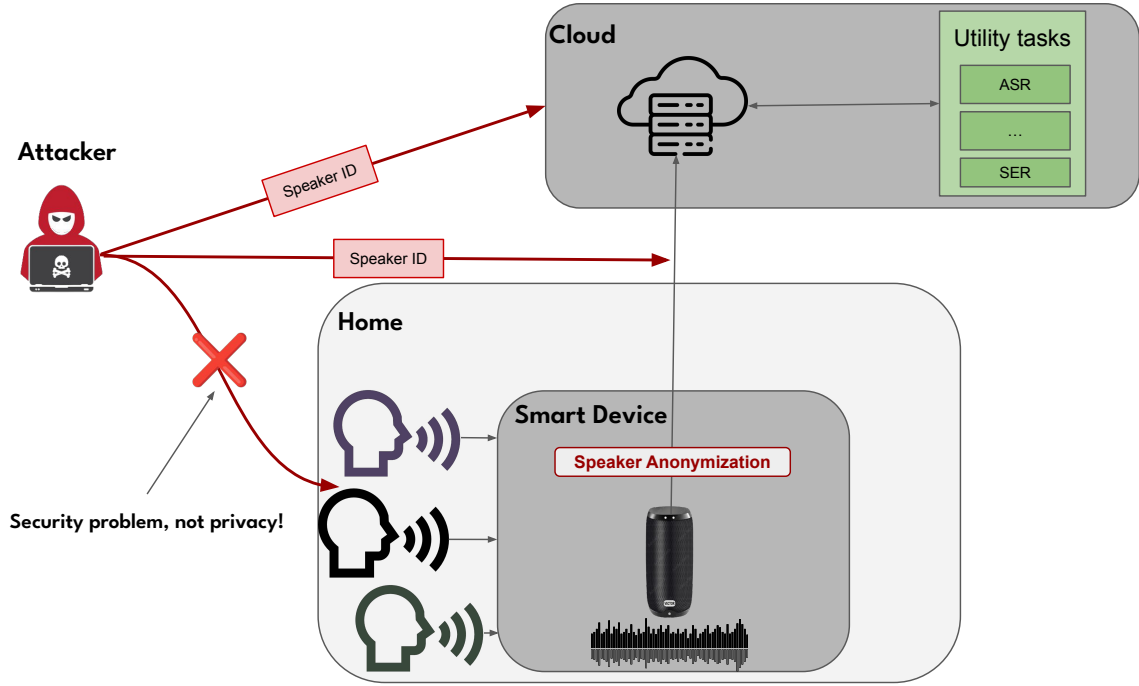 Cloud
Utility tasks
ASR
...
SER
Attacker
Speaker ID
Speaker ID
Home
Smart Device
Speaker Anonymization
Security problem, not privacy!